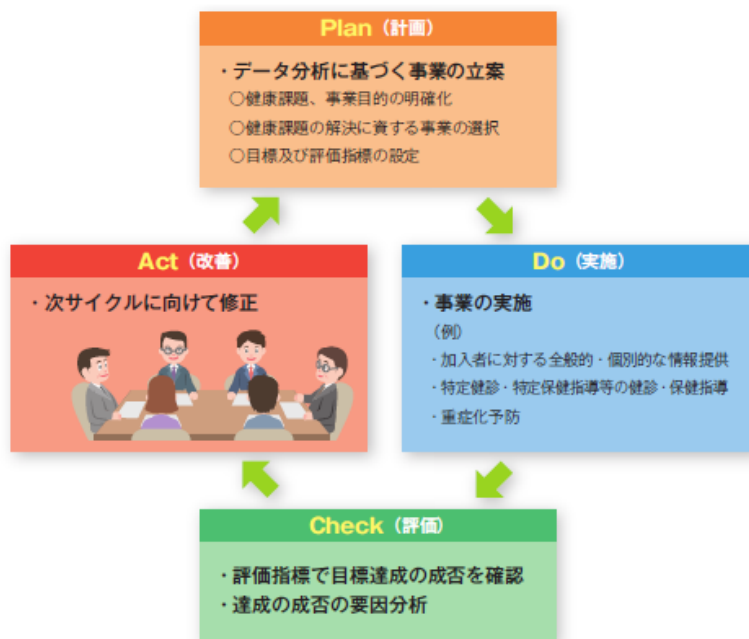 Plan（計画）
・データ分析に基づく事業の立案
○健康課題、事業目的の明確化
○健康課題の解決に資する事業の選択
○目標及び評価指標の設定
Act（改善）
・次サイクルに向けて修正
Do（実施）
・事業の実施
（例）
・加入者に対する全般的・個別的な情報提供
・特定健診・特定保健指導等の健診・保健指導
・重症化予防
Check（評価）
・評価指標で目標達成の成否を確認
・達成の成否の要因分析